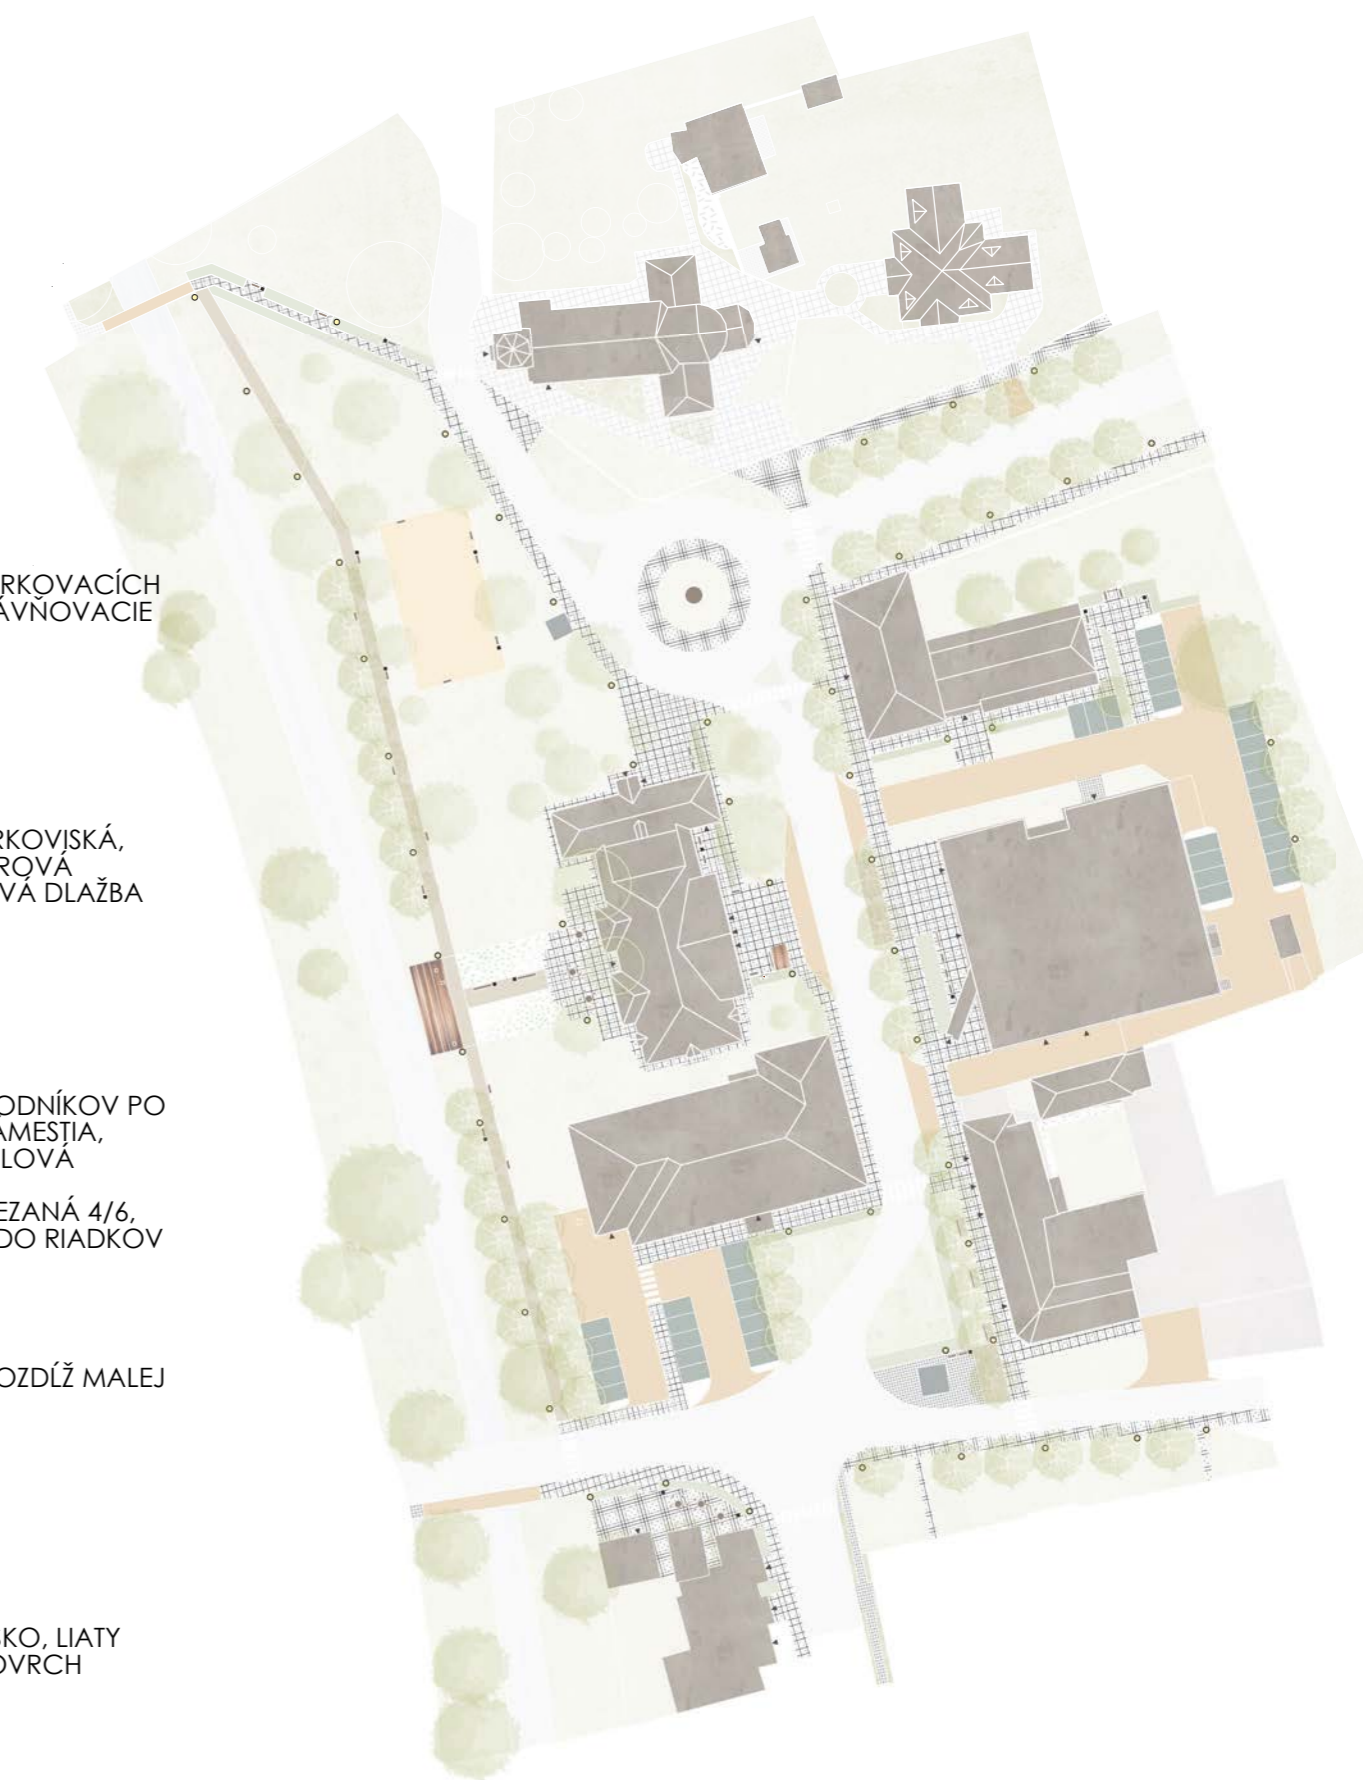 RKOVACÍCH
ÁVŇOVACIE
RKOVISKÁ,
ROVÁ
VÁ DLAŽBA
ODNÍKOV PO
AMESTIA,
LOVÁ
EZANÁ 4/6,
DO RIADKOV
OZDĹŽ MALEJ
SKO, LIATY
OVRCH